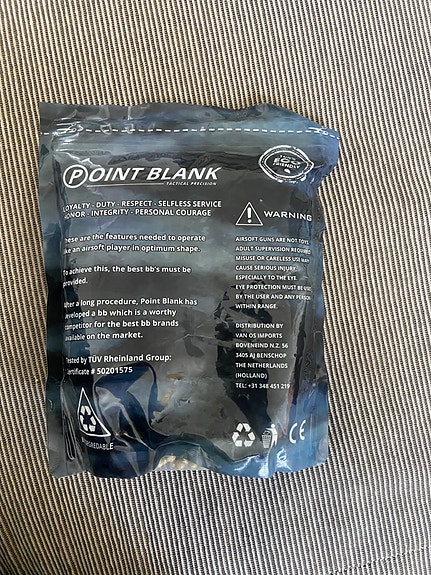 ECO
FRIENDLY
POINT BLANK
TACTICAL PRECISION
LOYALTY - DUTY - RESPECT - SELFLESS SERVICE
HONOR - INTEGRITY - PERSONAL COURAGE
These are the features needed to operate
like an airsoft player in optimum shape.
To achieve this, the best bb's must be
provided.
After a long procedure, Point Blank has
developed a bb which is a worthy
competitor for the best bb brands
available on the market.
Tested by TÜV Rheinland Group:
Certificate # 50201575
WARNING
AIRSOFT GUNS ARE NOT TOYS.
ADULT SUPERVISION REQUIRED
MISUSE OR CARELESS USE MAY
CAUSE SERIOUS INJURY,
ESPECIALLY TO THE EYE.
EYE PROTECTION MUST BE USED
BY THE USER AND ANY PERSON
WITHIN RANGE.
DISTRIBUTION BY
VAN OS IMPORTS
BOVENEIND N.Z. 56
3405 AJ BENSCHOP
THE NETHERLANDS
(HOLLAND)
TEL: +31 348 451 219
BIODEGREDABLE
CE